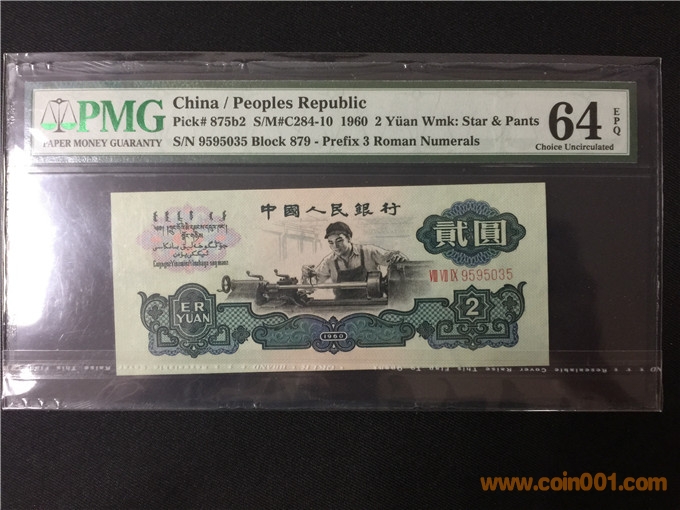 PMG
PAPER MONEY GUARANTY
China / Peoples Republic
Pick# 875b2 S/M#C284-10 1960 2 Yüan Wmk: Star & Pants
S/N 9595035 Block 879 - Prefix 3 Roman Numerals
64
EPQ
Choice Uncirculated
中國人民銀行
貳圓
VIII VII IX 9595035
ER
YUAN
1960
2
www.coin001.com